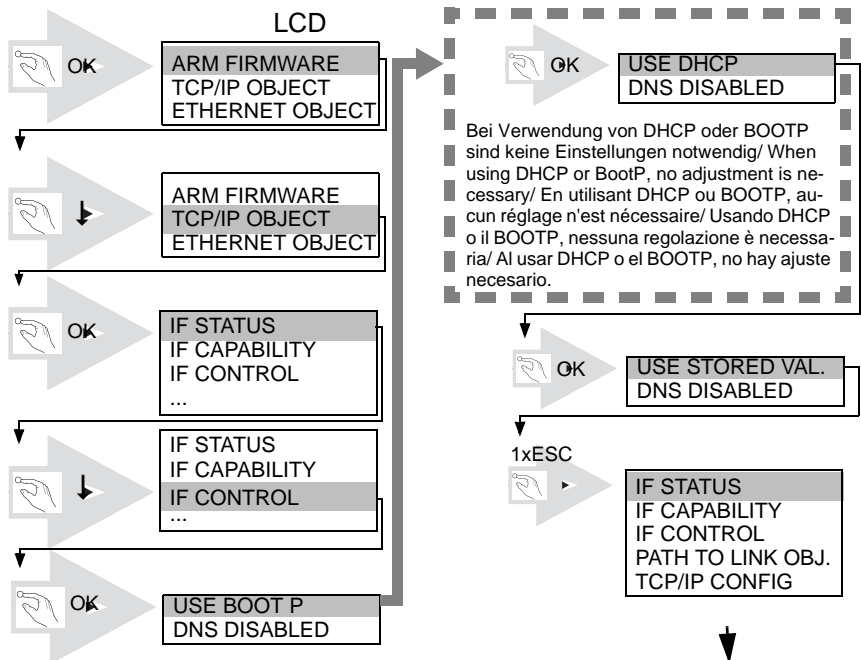 LCD
OK
ARM FIRMWARE
TCP/IP OBJECT
ETHERNET OBJECT
ARM FIRMWARE
TCP/IP OBJECT
ETHERNET OBJECT
OK
IF STATUS
IF CAPABILITY
IF CONTROL
...
IF STATUS
IF CAPABILITY
IF CONTROL
...
OK
USE BOOT P
DNS DISABLED
OK
USE DHCP
DNS DISABLED
Bei Verwendung von DHCP oder BOOTP
sind keine Einstellungen notwendig/ When
using DHCP or BootP, no adjustment is ne-
cessary/ En utilisant DHCP ou BOOTP, au-
cun réglage n'est nécessaire/ Usando DHCP
o il BOOTP, nessuna regolazione è necessa-
ria/ Al usar DHCP o el BOOTP, no hay ajuste
necesario.
OK
USE STORED VAL.
DNS DISABLED
1xESC
IF STATUS
IF CAPABILITY
IF CONTROL
PATH TO LINK OBJ.
TCP/IP CONFIG